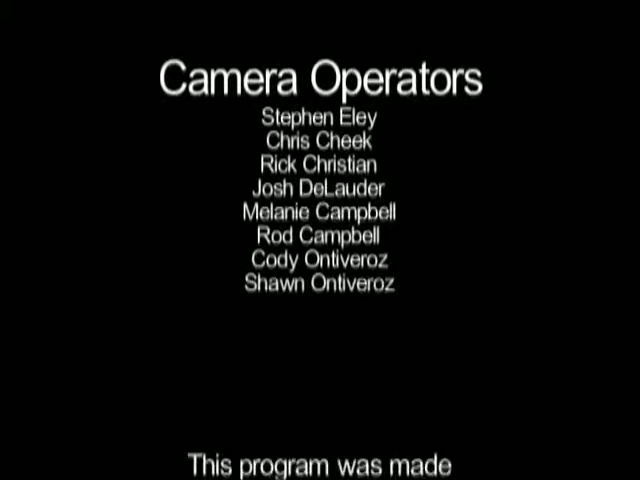 Camera Operators
Stephen Eley
Chris Cheek
Rick Christian
Josh DeLauder
Melanie Campbell
Rod Campbell
Cody Ontiveroz
Shawn Ontiveroz
This program was made